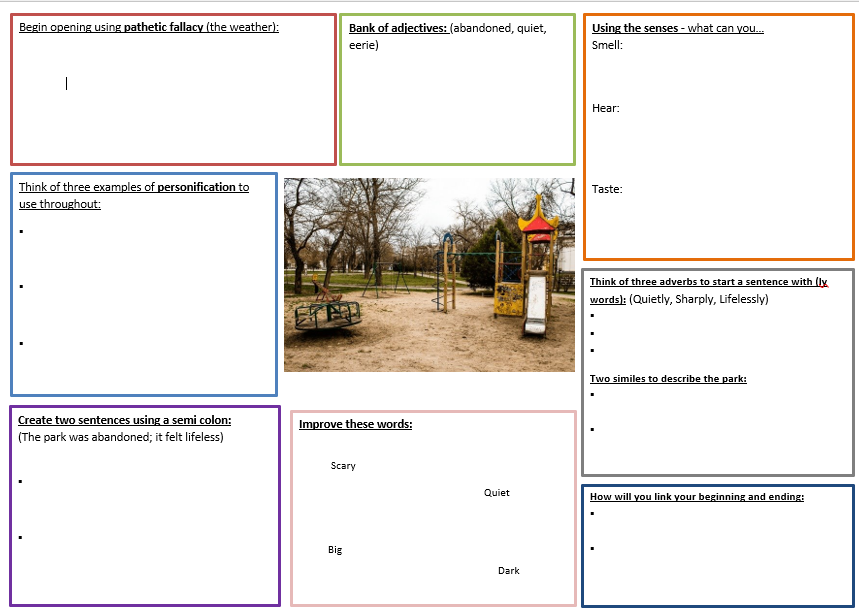 Begin opening using pathetic fallacy (the weather):
Bank of adjectives: (abandoned, quiet,
eerie)
Using the senses - what can you...
Smell:
Hear:
Taste:
Think of three examples of personification to
use throughout:
Think of three adverbs to start a sentence with (ly
words): (Quietly, Sharply, Lifelessly)
Two similes to describe the park:
Create two sentences using a semi colon:
(The park was abandoned; it felt lifeless)
Improve these words:
Scary
Quiet
Big
Dark
How will you link your beginning and ending: